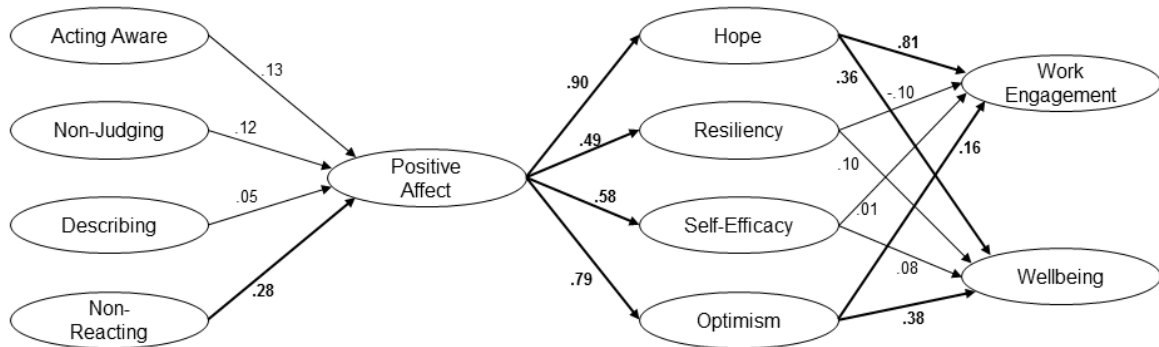 Acting Aware
Non-Judging
Describing
Non-
Reacting
.13
.12
.05
.28
Positive
Affect
.90
.49
.58
.79
Hope
Resiliency
Self-Efficacy
Optimism
.81
.36
-.10
.10
.16
.01
.08
.38
Work
Engagement
Wellbeing